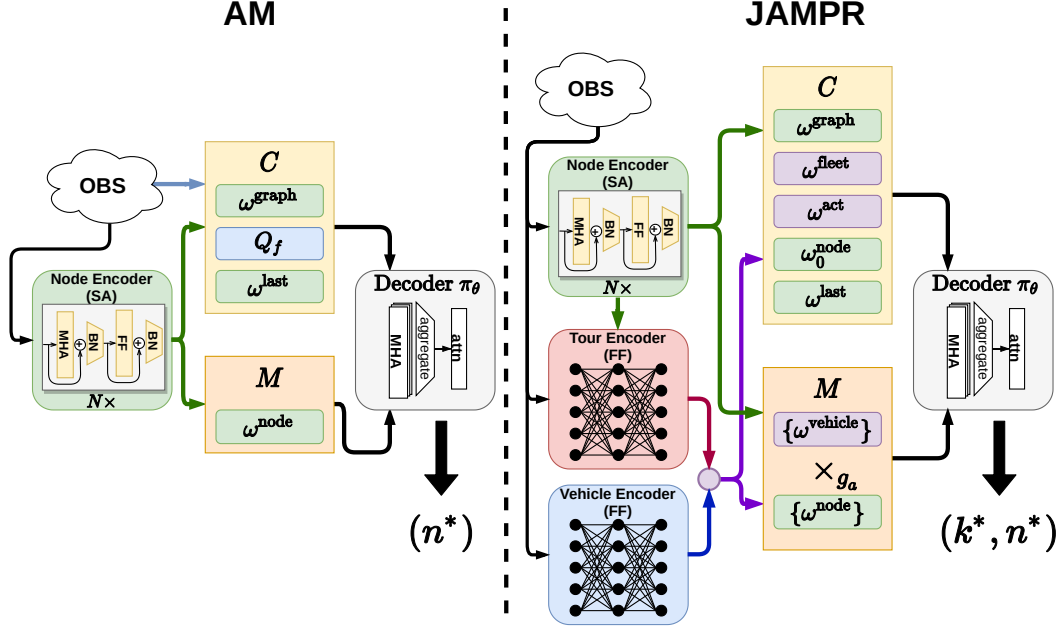 AM
OBS
Node Encoder
(SA)
MHA
BN
FF
BN
N×
C
ω^graph
Q_f
ω^last
M
ω^node
Decoder π_θ
MHA
aggregate
attn
(n*)
JAMPR
OBS
Node Encoder
(SA)
MHA
BN
FF
BN
N×
Tour Encoder
(FF)
Vehicle Encoder
(FF)
C
ω^graph
ω^fleet
ω^act
ω_0^node
ω^last
M
{ω^vehicle}
×_{g_a}
{ω^node}
Decoder π_θ
MHA
aggregate
attn
(k*, n*)